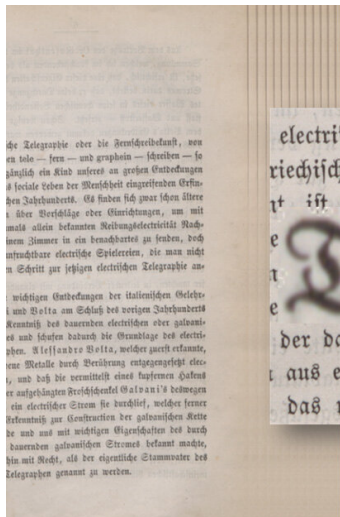 che Telegraphie oder die Fernschreibekunst, von
en tele — fern — und graphein — schreiben — so
gänzlich ein Kind unseres an großen Entdeckungen
s sociale Leben der Menschheit eingreifenden Erfin-
chen Jahrhunderts. Es finden sich zwar schon ältere
über Vorschläge oder Einrichtungen, um mit
mals allein bekannten Reibungselektricität Nach-
inem Zimmer in ein benachbartes zu senden, doch
unfruchtbare electrische Spielereien, die man nicht
n Schritt zur jetzigen electrischen Telegraphie an-
wichtigen Entdeckungen der italienischen Gelehr-
i und Volta am Schluß des vorigen Jahrhunderts
Kenntniß des dauernden electrischen oder galvani-
es und schufen dadurch die Grundlage des electri-
phen. Alessandro Volta, welcher zuerst erkannte,
ene Metalle durch Berührung entgegengesetzt elec-
, und daß die vermittelst eines kupfernen Hakens
er aufgehängten Froschschenkel Galvani's deswegen
ein electrischer Strom sie durchlief, welcher ferner
Erkenntniß zur Construction der galvanischen Kette
de und uns mit wichtigen Eigenschaften des durch
dauernden galvanischen Stromes bekannt machte,
hin mit Recht, als der eigentliche Stammvater des
Telegraphen genannt zu werden.
electri
riechisch
ist
der da
aus e
das